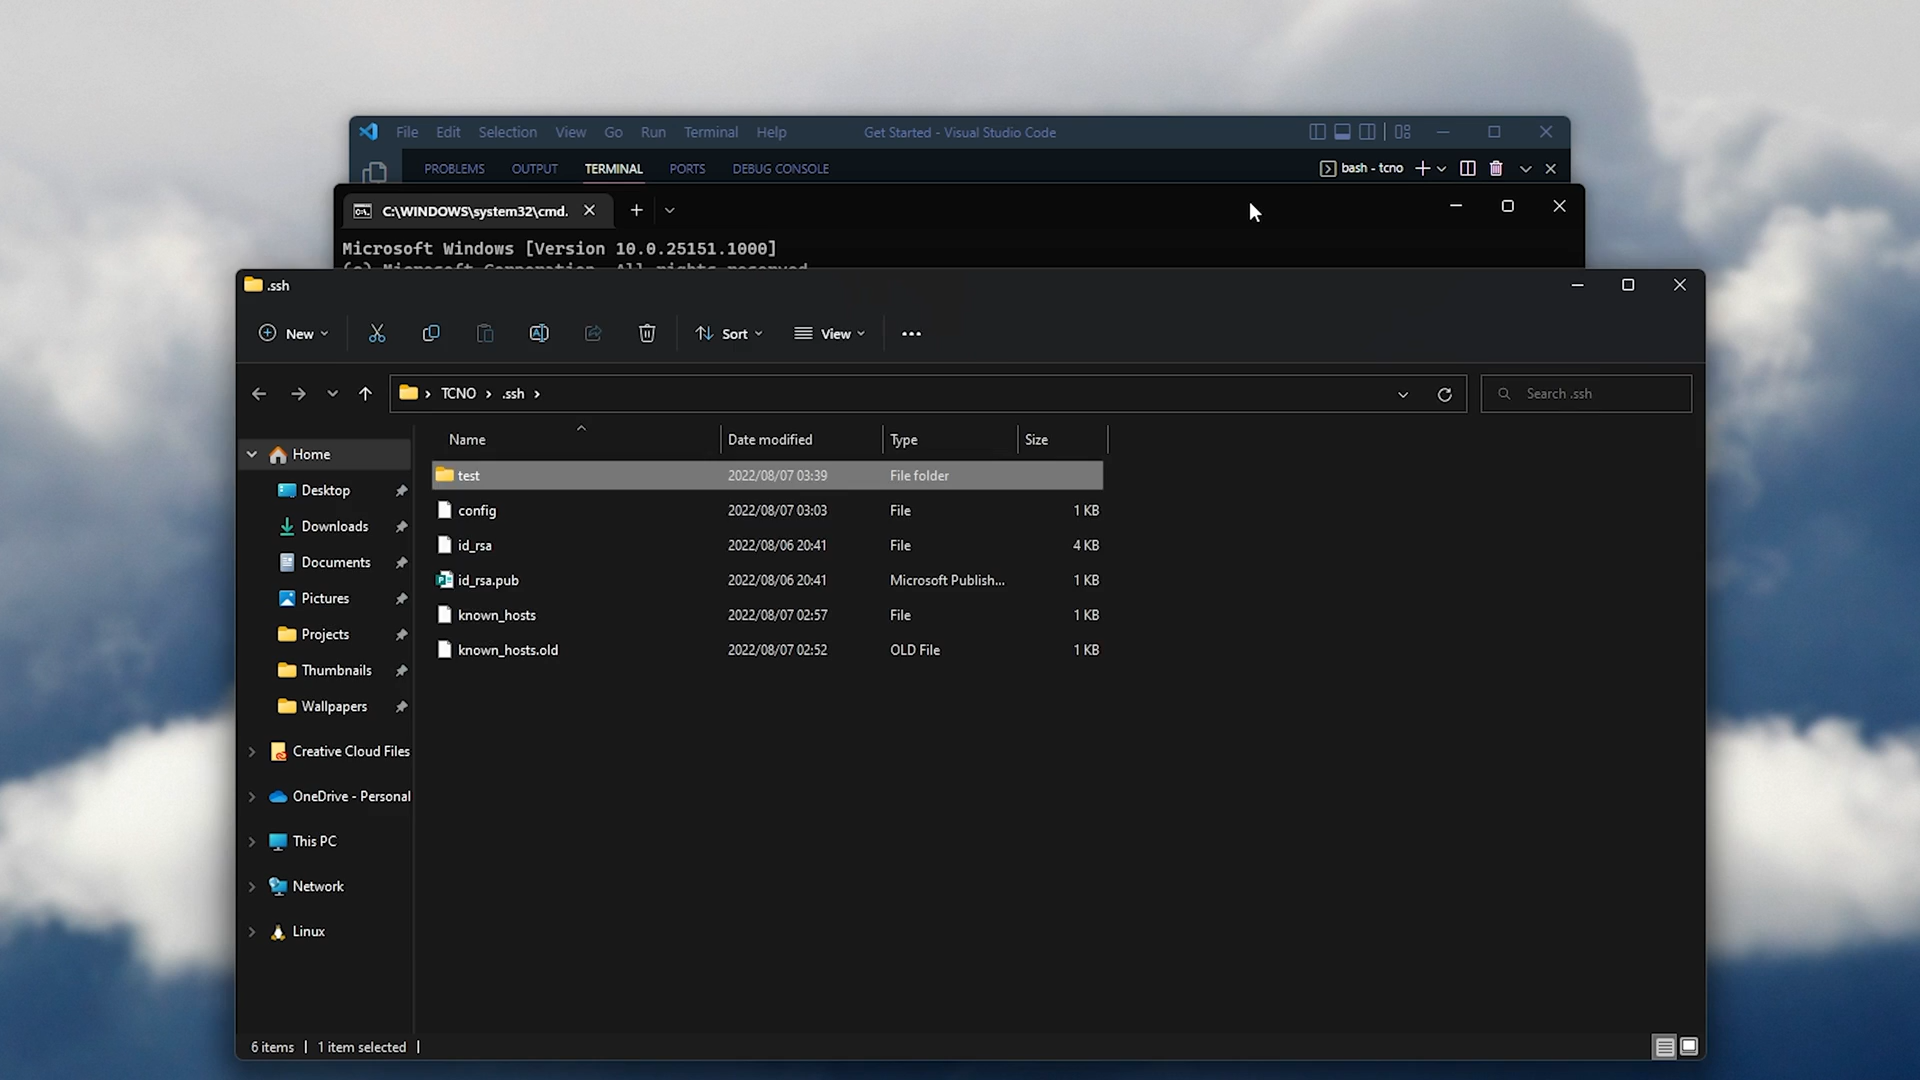 File Edit Selection View Go Run Terminal Help Get Started - Visual Studio Code
PROBLEMS OUTPUT TERMINAL PORTS DEBUG CONSOLE bash - tcno
C:\WINDOWS\system32\cmd.
Microsoft Windows [Version 10.0.25151.1000]
(c) Microsoft Corporation. All rights reserved
.ssh
New Sort View
TCNO .ssh Search .ssh
Name Date modified Type Size
Home
test 2022/08/07 03:39 File folder
Desktop
config 2022/08/07 03:03 File 1 KB
Downloads
id_rsa 2022/08/06 20:41 File 4 KB
Documents
id_rsa.pub 2022/08/06 20:41 Microsoft Publish... 1 KB
Pictures
known_hosts 2022/08/07 02:57 File 1 KB
Projects
known_hosts.old 2022/08/07 02:52 OLD File 1 KB
Thumbnails
Wallpapers
Creative Cloud Files
OneDrive - Personal
This PC
Network
Linux
6 items 1 item selected